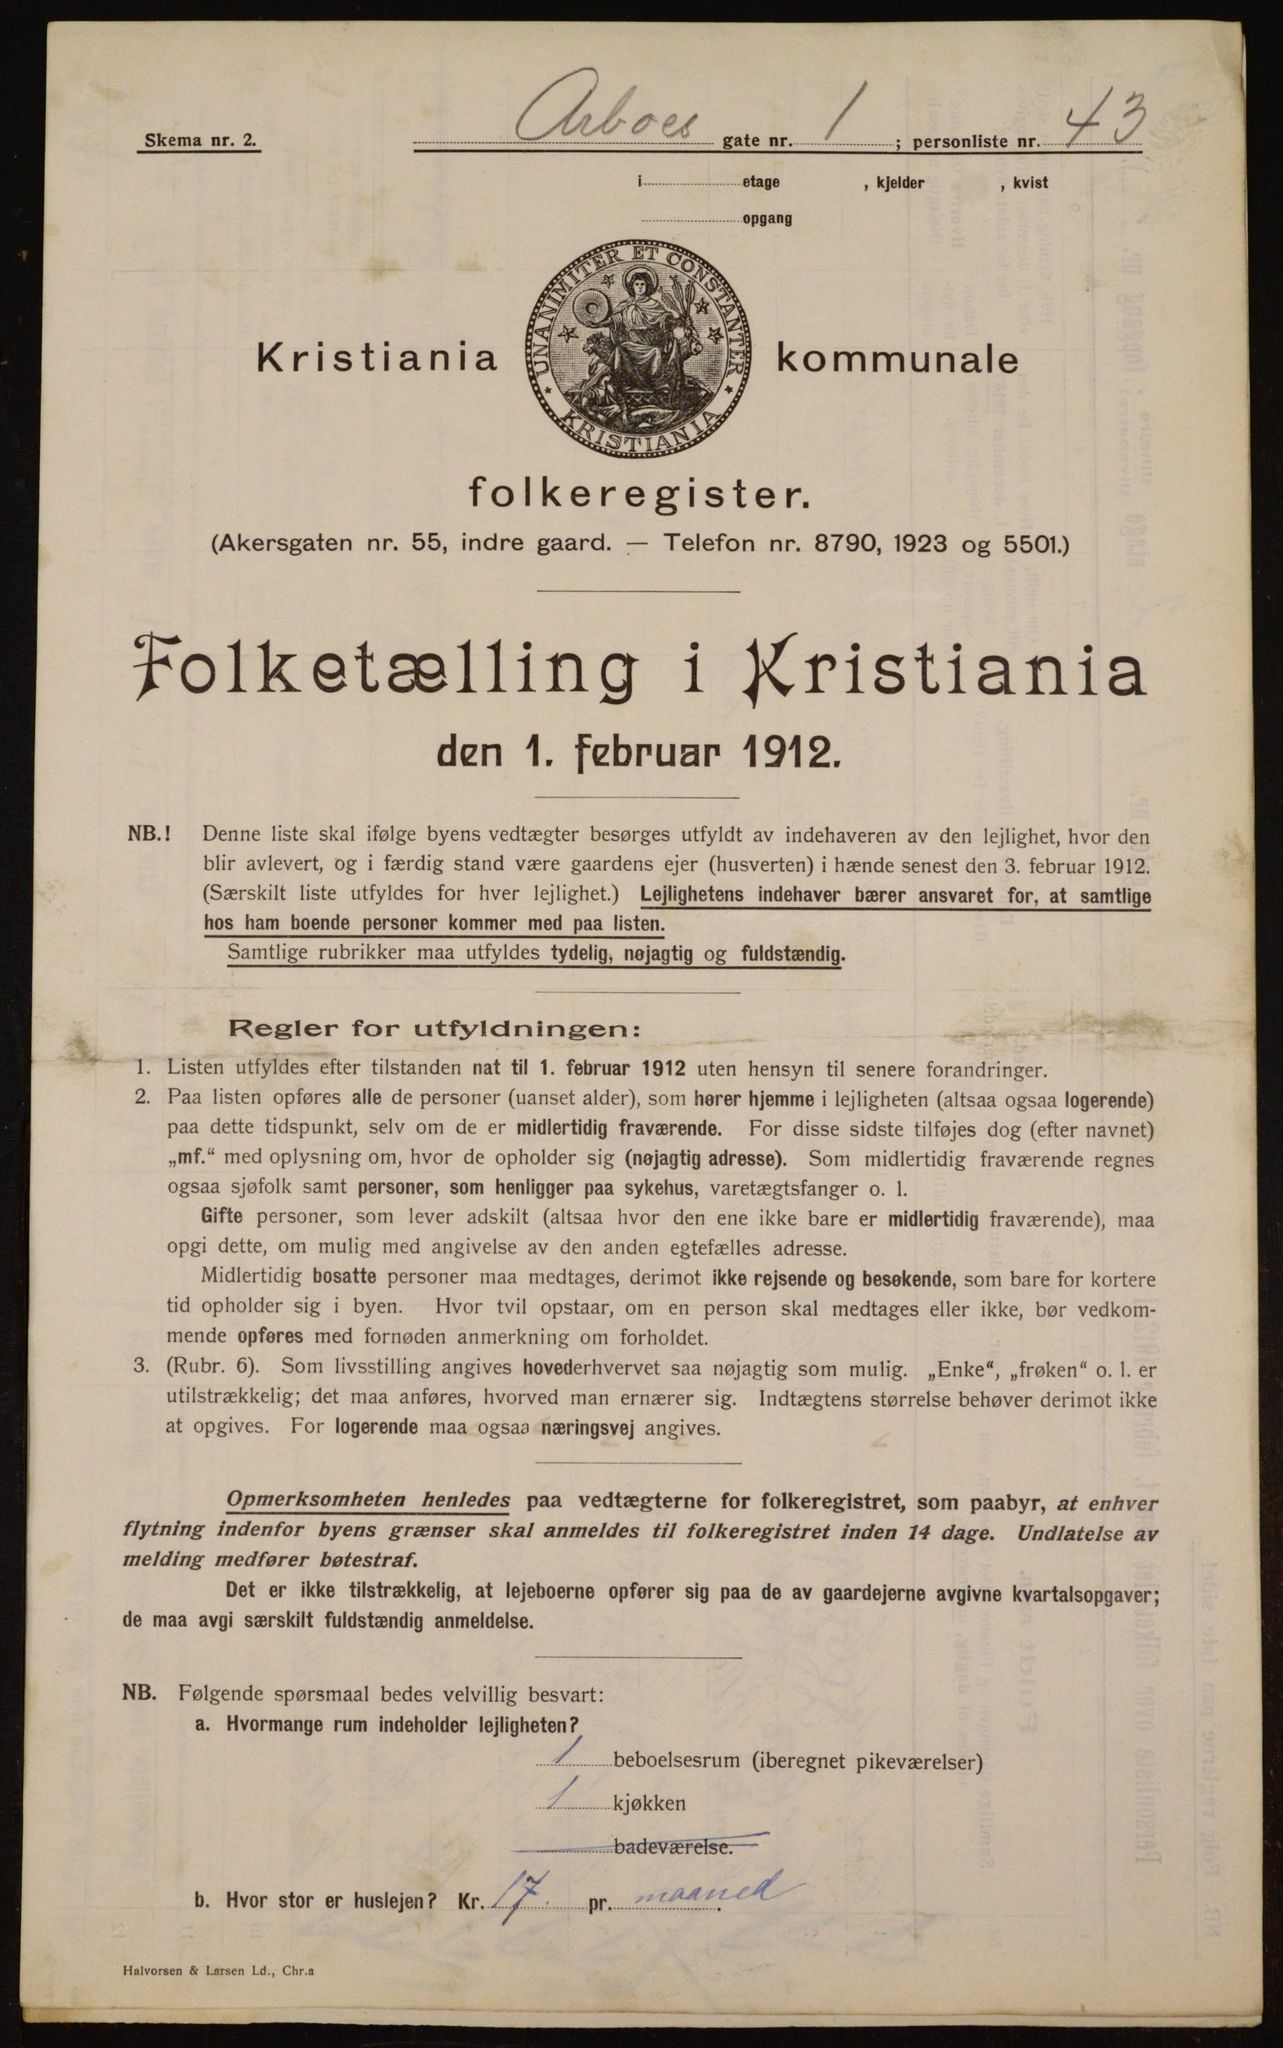 Skema nr. 2.
Arboes gate nr. 1 ; personliste nr. 43
i etage , kjelder , kvist
opgang
UNANIMITER ET CONSTANTER
KRISTIANIA
Kristiania kommunale
folkeregister.
(Akersgaten nr. 55, indre gaard. — Telefon nr. 8790, 1923 og 5501.)
Folketælling i Kristiania
den 1. februar 1912.
NB.! Denne liste skal ifølge byens vedtægter besørges utfyldt av indehaveren av den lejlighet, hvor den
blir avlevert, og i færdig stand være gaardens ejer (husverten) i hænde senest den 3. februar 1912.
(Særskilt liste utfyldes for hver lejlighet.) Lejlighetens indehaver bærer ansvaret for, at samtlige
hos ham boende personer kommer med paa listen.
Samtlige rubrikker maa utfyldes tydelig, nøjagtig og fuldstændig.
Regler for utfyldningen:
1. Listen utfyldes efter tilstanden nat til 1. februar 1912 uten hensyn til senere forandringer.
2. Paa listen opføres alle de personer (uanset alder), som hører hjemme i lejligheten (altsaa ogsaa logerende)
paa dette tidspunkt, selv om de er midlertidig fraværende. For disse sidste tilføjes dog (efter navnet)
„mf.“ med oplysning om, hvor de opholder sig (nøjagtig adresse). Som midlertidig fraværende regnes
ogsaa sjøfolk samt personer, som henligger paa sykehus, varetægtsfanger o. l.
Gifte personer, som lever adskilt (altsaa hvor den ene ikke bare er midlertidig fraværende), maa
opgi dette, om mulig med angivelse av den anden egtefælles adresse.
Midlertidig bosatte personer maa medtages, derimot ikke rejsende og besøkende, som bare for kortere
tid opholder sig i byen. Hvor tvil opstaar, om en person skal medtages eller ikke, bør vedkom-
mende opføres med fornøden anmerkning om forholdet.
3. (Rubr. 6). Som livsstilling angives hovederhvervet saa nøjagtig som mulig. „Enke“, „frøken“ o. l. er
utilstrækkelig; det maa anføres, hvorved man ernærer sig. Indtægtens størrelse behøver derimot ikke
at opgives. For logerende maa ogsaa næringsvej angives.
Opmerksomheten henledes paa vedtægterne for folkeregistret, som paabyr, at enhver
flytning indenfor byens grænser skal anmeldes til folkeregistret inden 14 dage. Undlatelse av
melding medfører bøtestraf.
Det er ikke tilstrækkelig, at lejeboerne opfører sig paa de av gaardejerne avgivne kvartalsopgaver;
de maa avgi særskilt fuldstændig anmeldelse.
NB. Følgende spørsmaal bedes velvillig besvart:
a. Hvormange rum indeholder lejligheten?
1 beboelsesrum (iberegnet pikeværelser)
1 kjøkken
badeværelse.
b. Hvor stor er huslejen? Kr. 17. pr. maaned.
Halvorsen & Larsen Ld., Chr.a